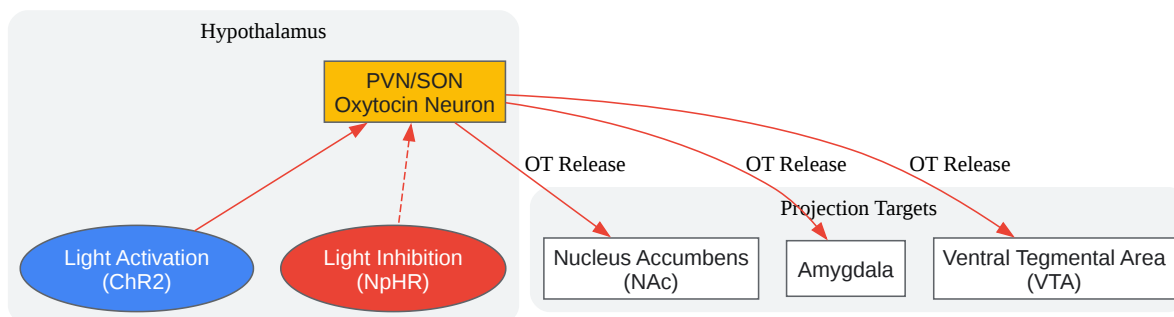 Hypothalamus
PVN/SON
Oxytocin Neuron
OT Release
OT Release
OT Release
Projection Targets
Light Activation
(ChR2)
Light Inhibition
(NpHR)
Nucleus Accumbens
(NAc)
Amygdala
Ventral Tegmental Area
(VTA)